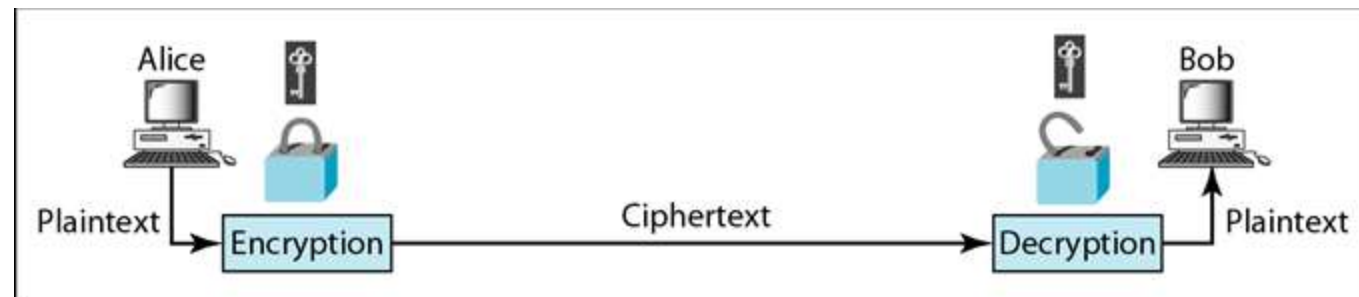 Alice
Bob
Plaintext
Encryption
Ciphertext
Decryption
Plaintext